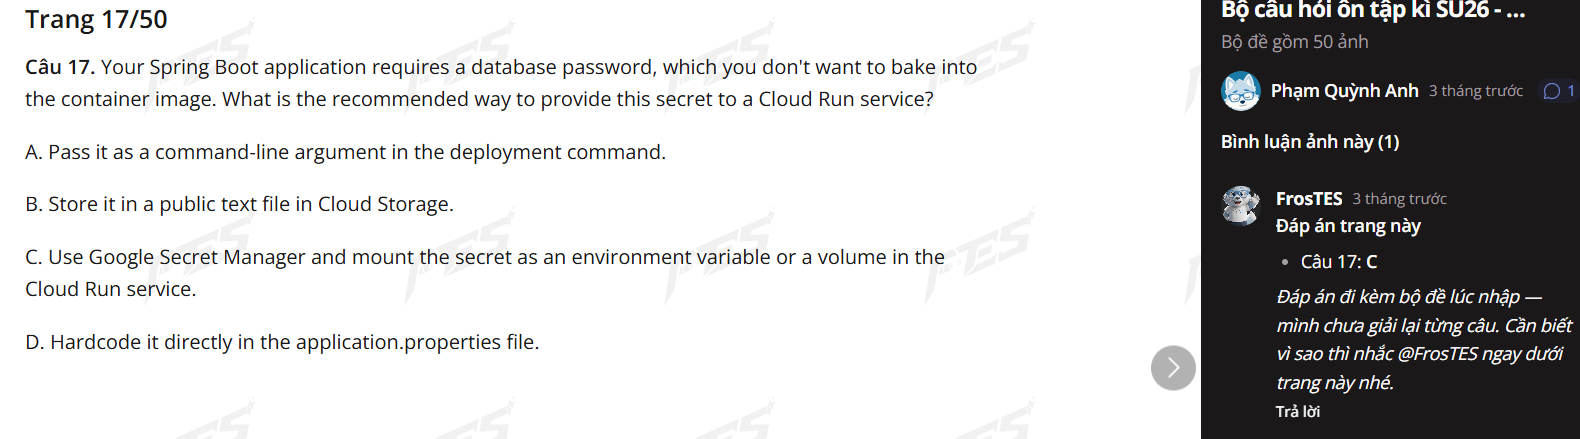 Trang 17/50
Câu 17. Your Spring Boot application requires a database password, which you don't want to bake into
the container image. What is the recommended way to provide this secret to a Cloud Run service?
A. Pass it as a command-line argument in the deployment command.
B. Store it in a public text file in Cloud Storage.
C. Use Google Secret Manager and mount the secret as an environment variable or a volume in the
Cloud Run service.
D. Hardcode it directly in the application.properties file.
Bộ câu hỏi ôn tập kì SU26 - ...
Bộ đề gồm 50 ảnh
Phạm Quỳnh Anh 3 tháng trước 1
Bình luận ảnh này (1)
FrosTES 3 tháng trước
Đáp án trang này
• Câu 17: C
Đáp án đi kèm bộ đề lúc nhập —
mình chưa giải lại từng câu. Cần biết
vì sao thì nhắc @FrosTES ngay dưới
trang này nhé.
Trả lời